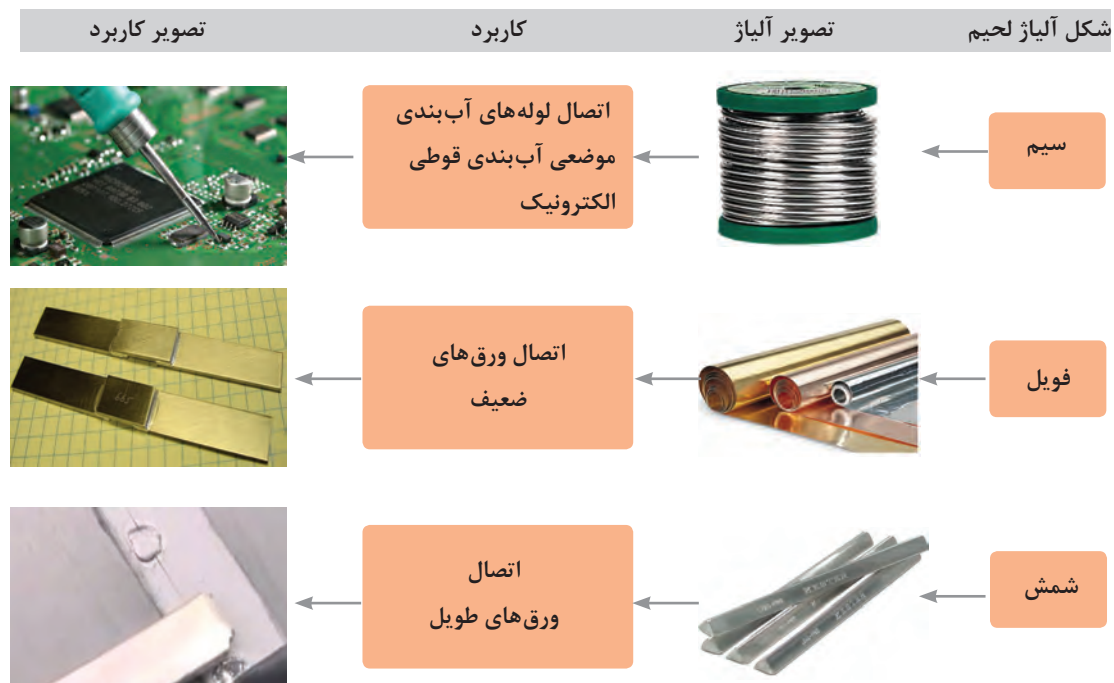 شکل آلیاژ لحیم
تصویر آلیاژ
کاربرد
تصویر کاربرد
سیم
اتصال لوله‌های آب‌بندی
موضعی آب‌بندی قوطی
الکترونیک
فویل
اتصال ورق‌های
ضعیف
شمش
اتصال
ورق‌های طویل